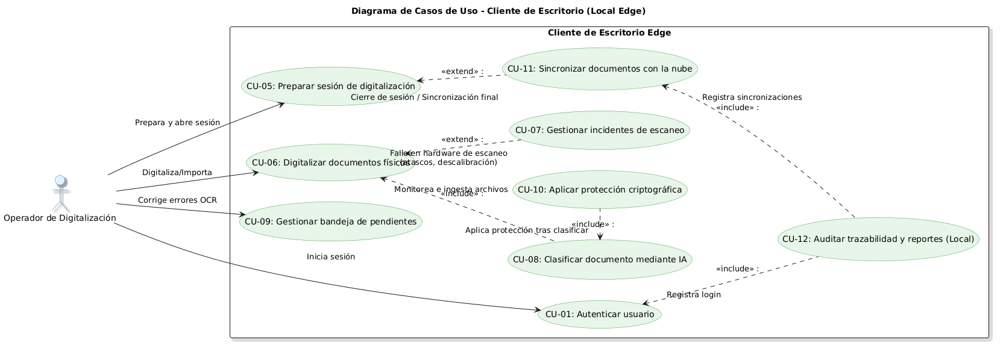 Diagrama de Casos de Uso - Cliente de Escritorio (Local Edge)
Cliente de Escritorio Edge
CU-11: Sincronizar documentos con la nube
«extend» :
CU-05: Preparar sesión de digitalización
Cierre de sesión / Sincronización final
Registra sincronizaciones
«include» :
Prepara y abre sesión
CU-07: Gestionar incidentes de escaneo
«extend» :
Fallo en hardware de escaneo
(atascos, descalibración)
CU-06: Digitalizar documentos físicos
Digitaliza/Importa
Monitorea e ingesta archivos
«include» :
CU-10: Aplicar protección criptográfica
Corrige errores OCR
Operador de Digitalización
CU-09: Gestionar bandeja de pendientes
«include» :
Aplica protección tras clasificar
CU-12: Auditar trazabilidad y reportes (Local)
Inicia sesión
CU-08: Clasificar documento mediante IA
«include» :
Registra login
CU-01: Autenticar usuario